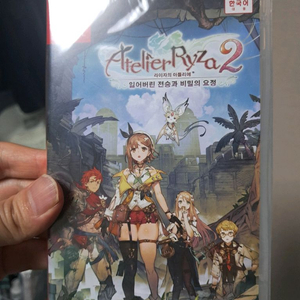 한국어
Atelier Ryza 2
라이자의 아틀리에
잃어버린 전승과 비밀의 요정